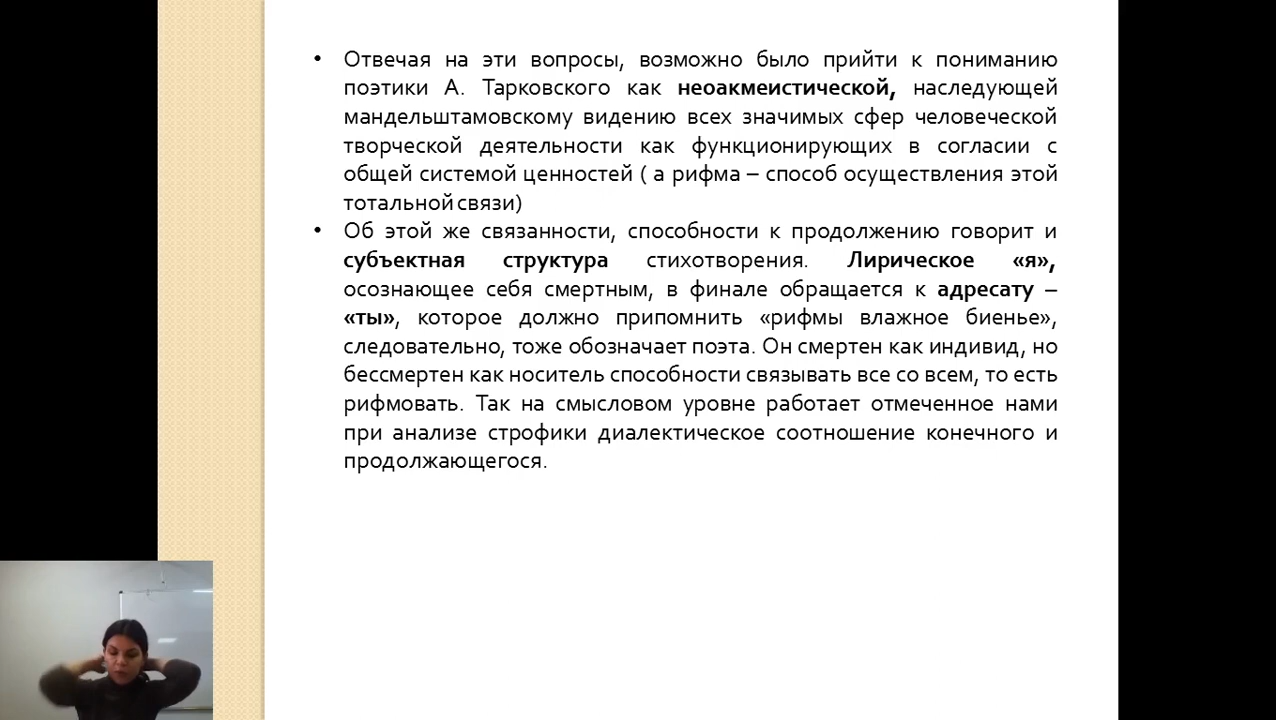 • Отвечая на эти вопросы, возможно было прийти к пониманию
поэтики А. Тарковского как неоакмеистической, наследующей
мандельштамовскому видению всех значимых сфер человеческой
творческой деятельности как функционирующих в согласии с
общей системой ценностей ( а рифма – способ осуществления этой
тотальной связи)
• Об этой же связанности, способности к продолжению говорит и
субъектная структура стихотворения. Лирическое «я»,
осознающее себя смертным, в финале обращается к адресату –
«ты», которое должно припомнить «рифмы влажное биенье»,
следовательно, тоже обозначает поэта. Он смертен как индивид, но
бессмертен как носитель способности связывать все со всем, то есть
рифмовать. Так на смысловом уровне работает отмеченное нами
при анализе строфики диалектическое соотношение конечного и
продолжающегося.